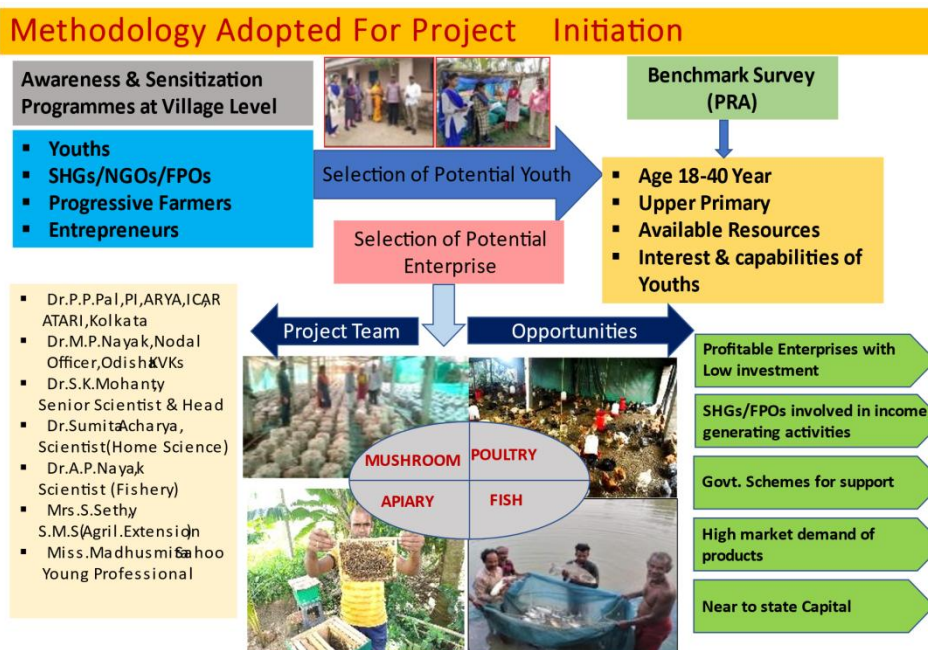 Methodology Adopted For Project Initiation
Awareness & Sensitization
Programmes at Village Level
▪ Youths
▪ SHGs/NGOs/FPOs
▪ Progressive Farmers
▪ Entrepreneurs
Selection of Potential Youth
Benchmark Survey
(PRA)
▪ Age 18-40 Year
▪ Upper Primary
▪ Available Resources
▪ Interest & capabilities of
Youths
Selection of Potential
Enterprise
▪ Dr.P.P.Pal,PI,ARYA,ICAR
ATARI,Kolkata
▪ Dr.M.P.Nayak,Nodal
Officer,Odisha KVKs
▪ Dr.S.K.Mohanty
Senior Scientist & Head
▪ Dr.Sumita Acharya,
Scientist(Home Science)
▪ Dr.A.P.Nayak,
Scientist (Fishery)
▪ Mrs.S.Sethy,
S.M.S(Agril.Extension)
▪ Miss.Madhusmita Sahoo
Young Professional
Project Team
Opportunities
MUSHROOM
POULTRY
APIARY
FISH
Profitable Enterprises with
Low investment
SHGs/FPOs involved in income
generating activities
Govt. Schemes for support
High market demand of
products
Near to state Capital